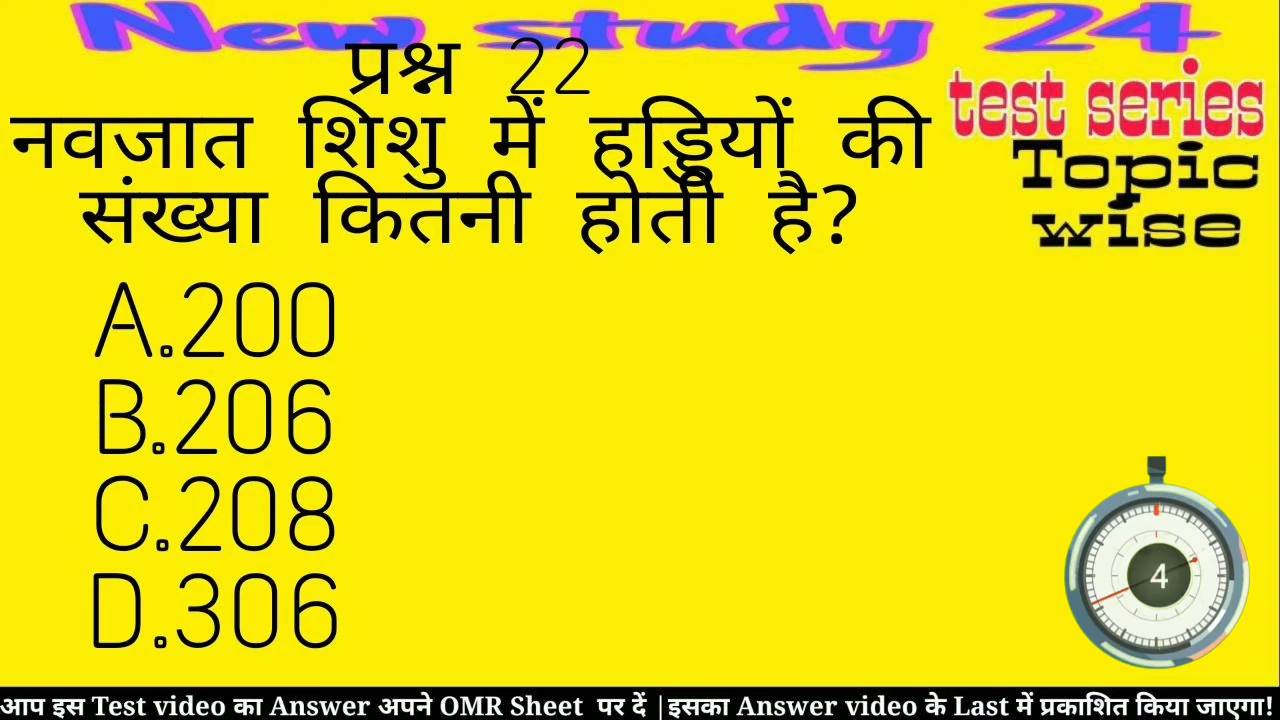 New study 24
प्रश्न 22
नवजात शिशु में हड्डियों की
संख्या कितनी होती है?
test series
Topic
wise
A.200
B.206
C.208
D.306
4
आप इस Test video का Answer अपने OMR Sheet पर दें |इसका Answer video के Last में प्रकाशित किया जाएगा!